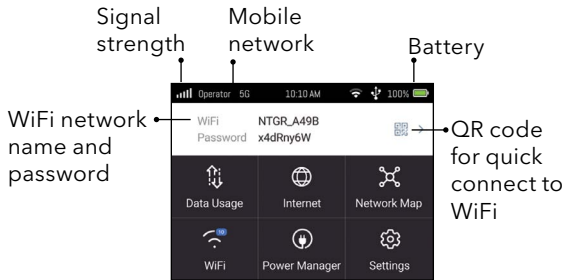 Signal
strength
Mobile
network
Battery
Operator 5G 10:10 AM 100%
WiFi network
name and
password
WiFi NTGR_A49B
Password x4dRny6W
QR code
for quick
connect to
WiFi
Data Usage Internet Network Map
10
WiFi Power Manager Settings